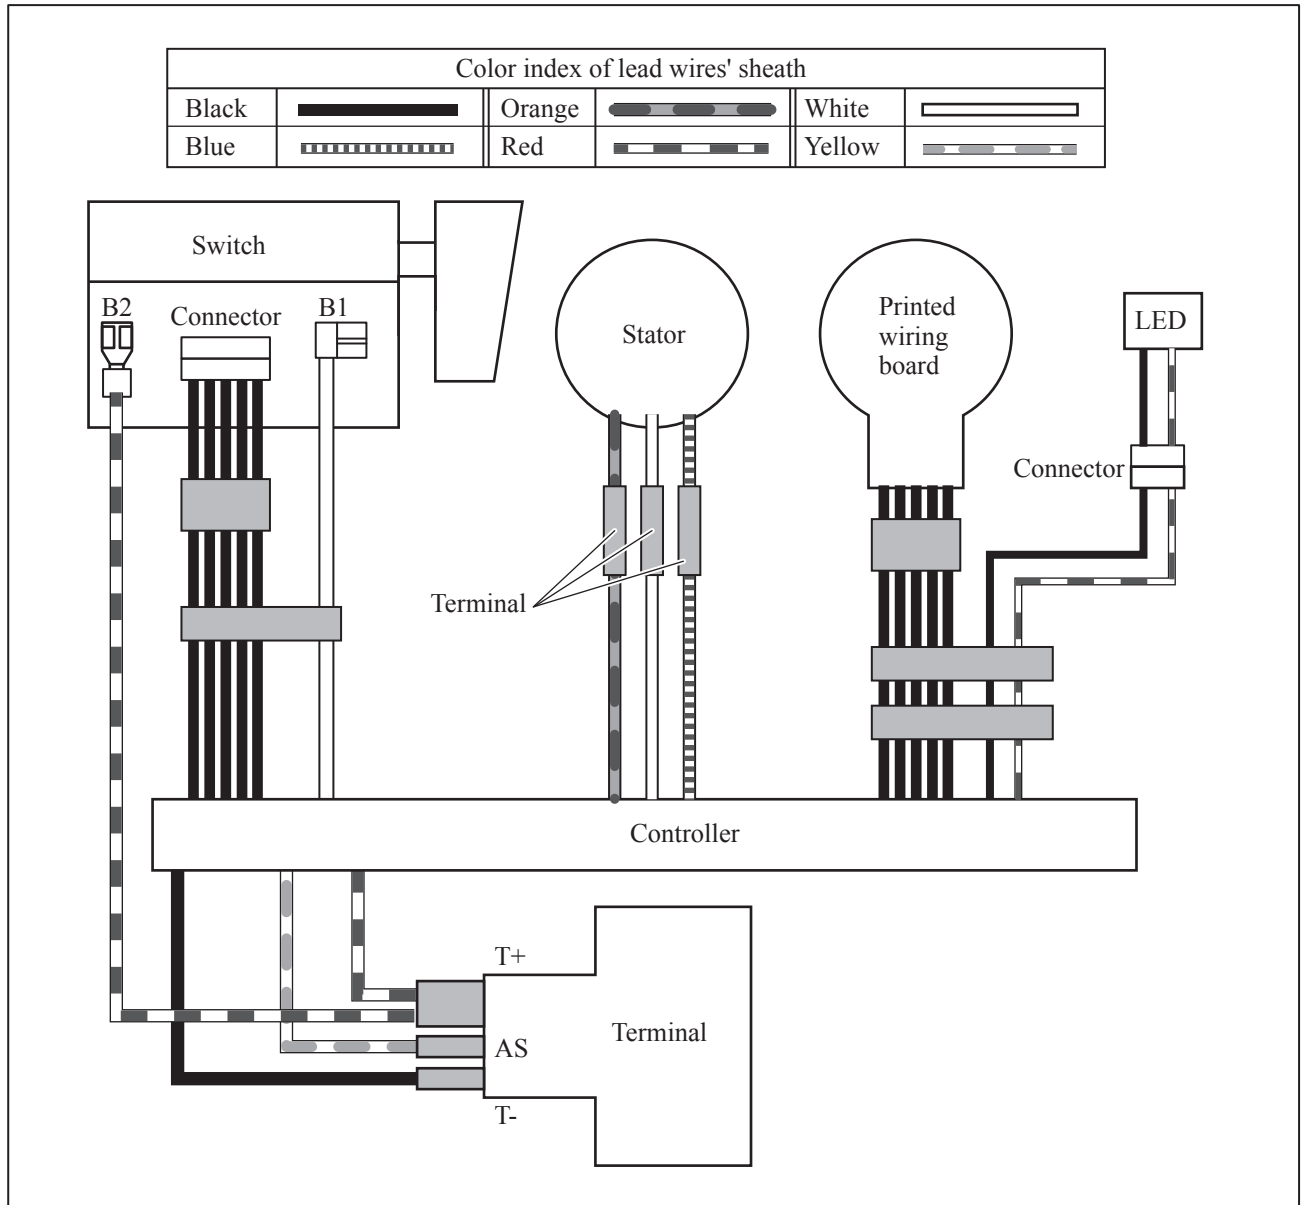 Color index of lead wires' sheath
Black
Orange
White
Blue
Red
Yellow
Switch
B2
Connector
B1
Stator
Printed
wiring
board
LED
Connector
Terminal
Controller
T+
Terminal
AS
T-